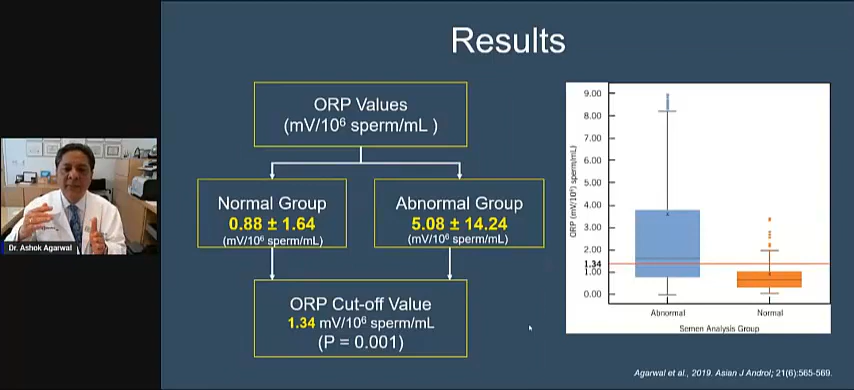 Results
ORP Values
(mV/10⁶ sperm/mL )
Normal Group
0.88 ± 1.64
(mV/10⁶ sperm/mL)
Abnormal Group
5.08 ± 14.24
(mV/10⁶ sperm/mL)
ORP Cut-off Value
1.34 mV/10⁶ sperm/mL
(P = 0.001)
ORP (mV/10⁶) sperm/mL)
9.00
8.00
7.00
6.00
5.00
4.00
3.00
2.00
1.34
1.00
0.00
Abnormal
Normal
Semen Analysis Group
Agarwal et al., 2019. Asian J Androl; 21(6):565-569.
Dr. Ashok Agarwal